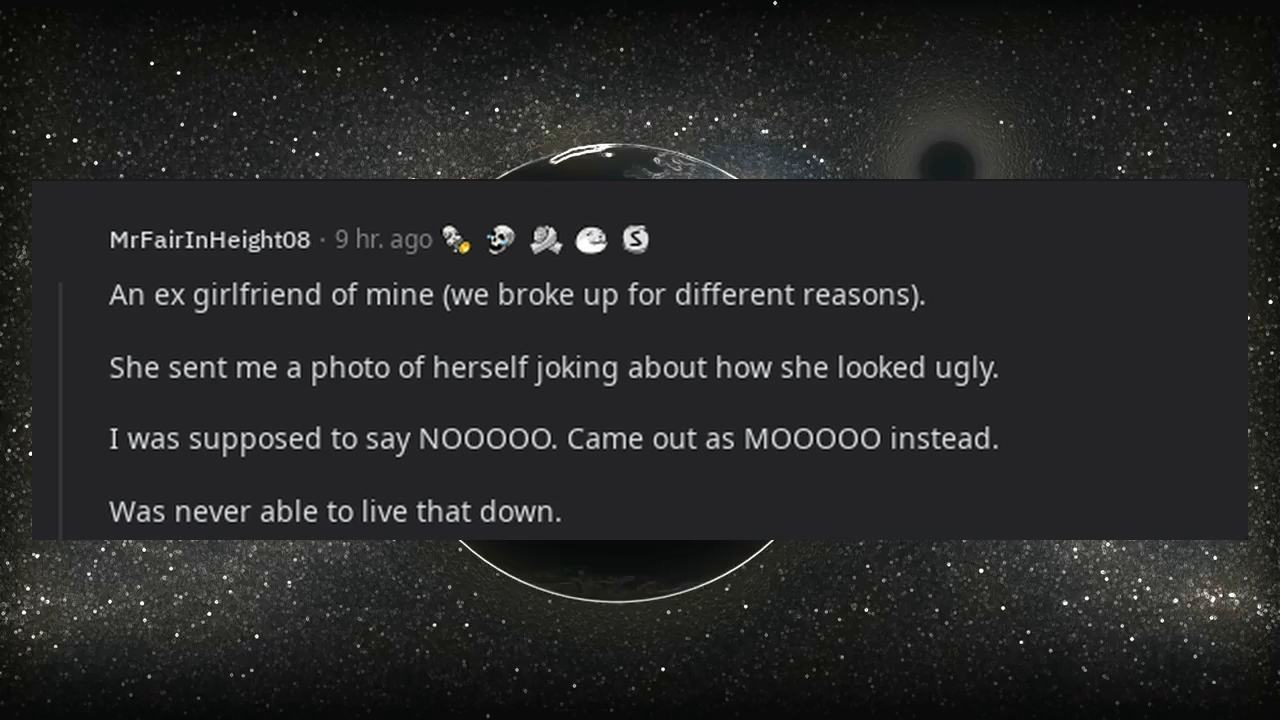 MrFairInHeight08 · 9 hr. ago
An ex girlfriend of mine (we broke up for different reasons).
She sent me a photo of herself joking about how she looked ugly.
I was supposed to say NOOOOO. Came out as MOOOOO instead.
Was never able to live that down.